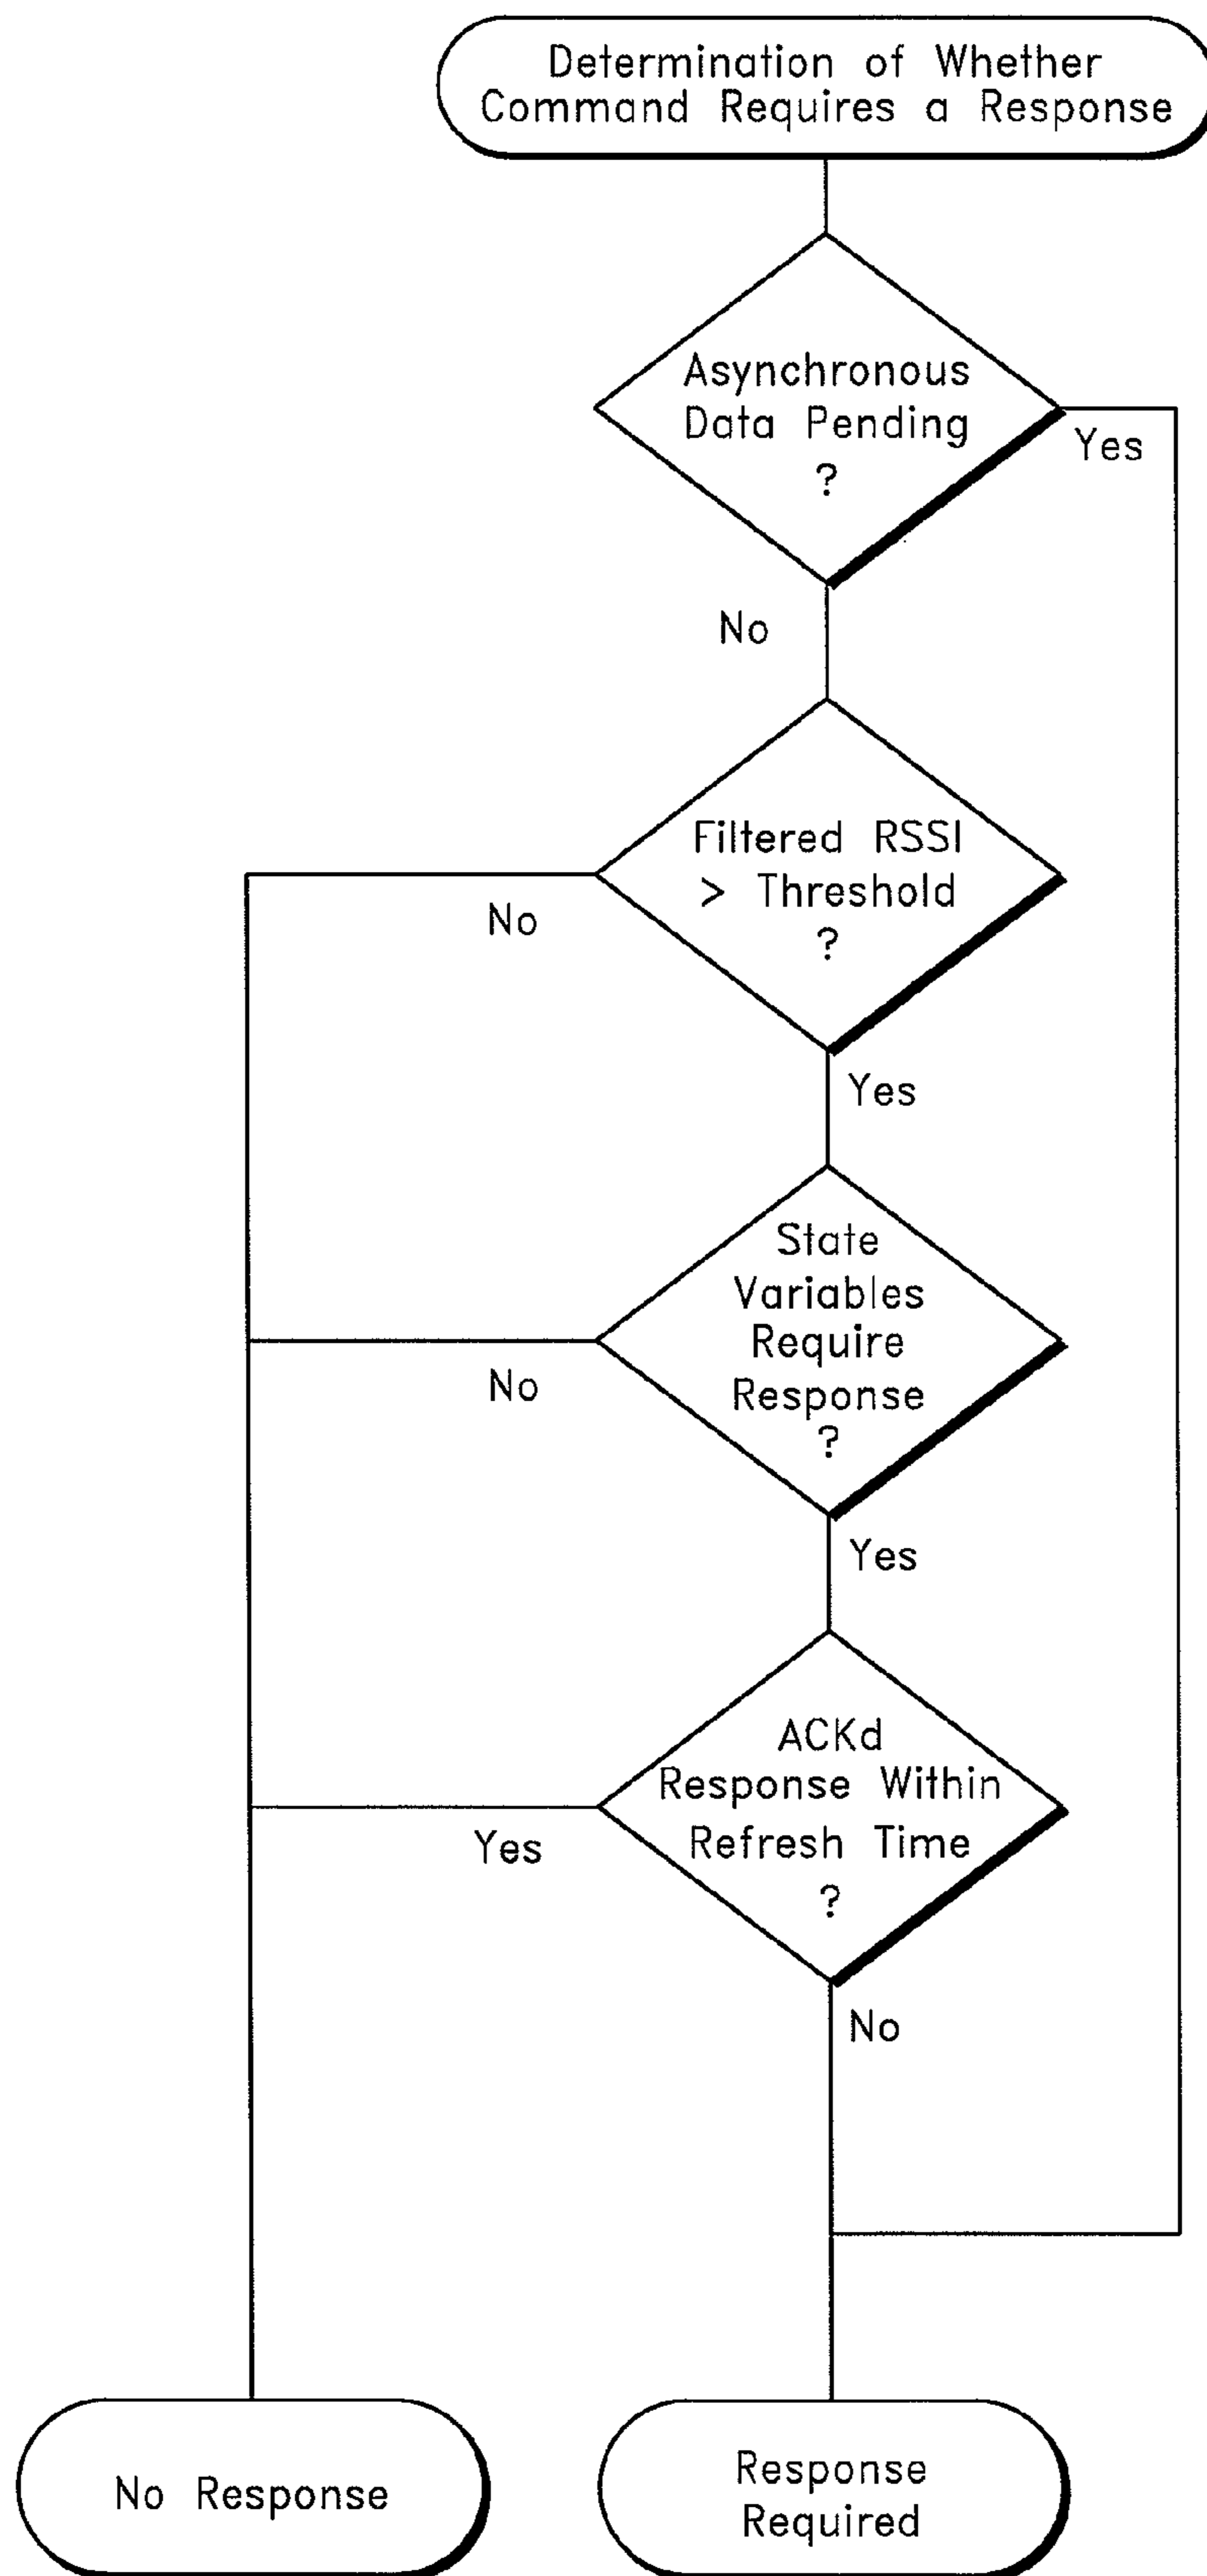 Determination of Whether
Command Requires a Response
Asynchronous
Data Pending
?
Yes
No
Filtered RSSI
> Threshold
?
No
Yes
State
Variables
Require
Response
?
No
Yes
ACKd
Response Within
Refresh Time
?
Yes
No
No Response
Response
Required